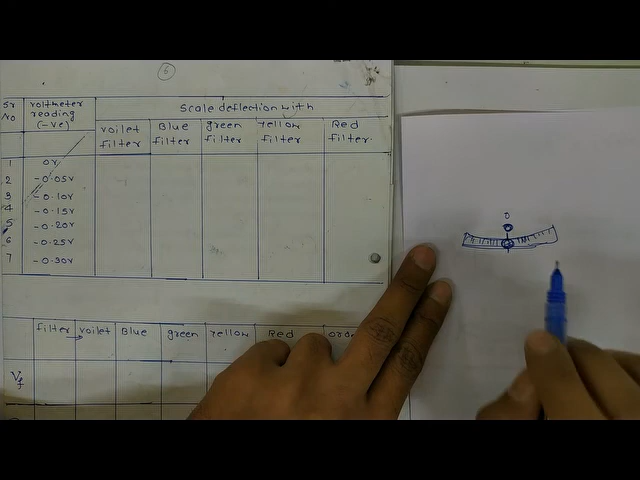 6
Sr No voltmeter reading (-ve) Scale deflection with
voilet filter Blue filter green filter Yellow filter Red filter.
1 0v
2 -0.05v
3 -0.10v
4 -0.15v
5 -0.20v
6 -0.25v
7 -0.30v
0
filter → voilet Blue green Yellow Red
Vf